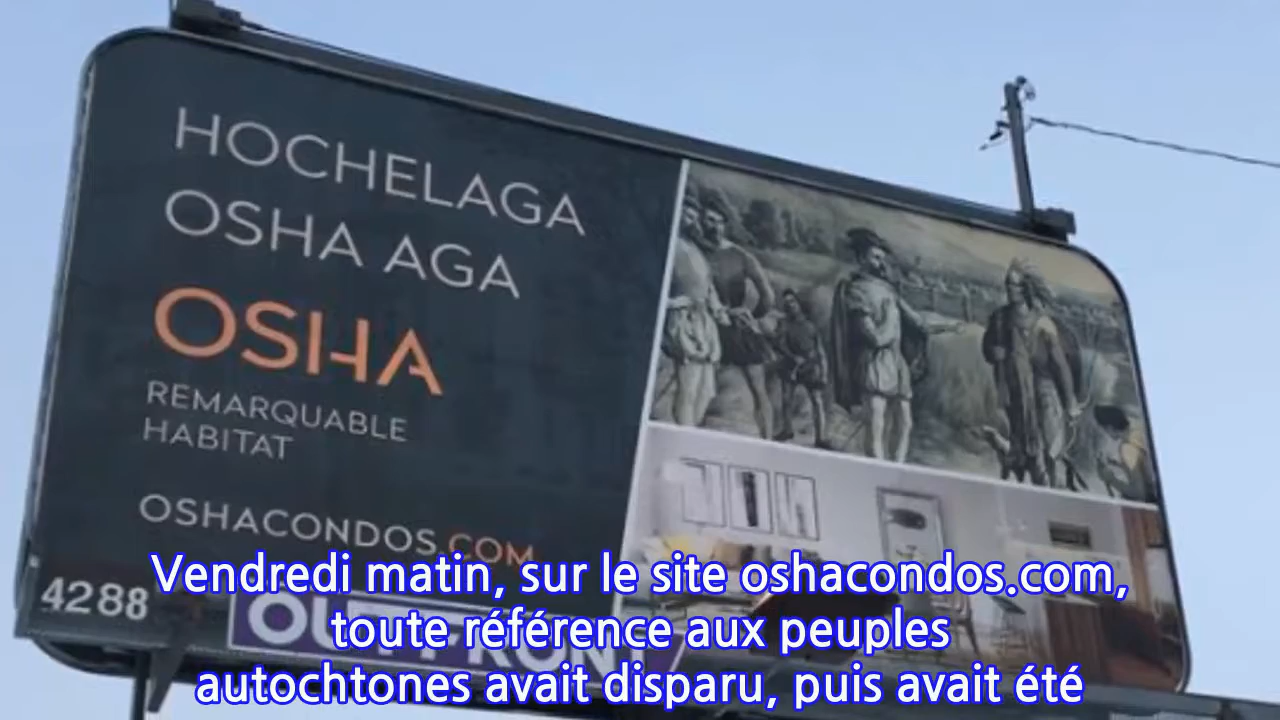 HOCHELAGA
OSHA AGA
OSHA
REMARQUABLE
HABITAT
OSHACONDOS.COM
4288
Vendredi matin, sur le site oshacondos.com,
toute référence aux peuples
autochtones avait disparu, puis avait été